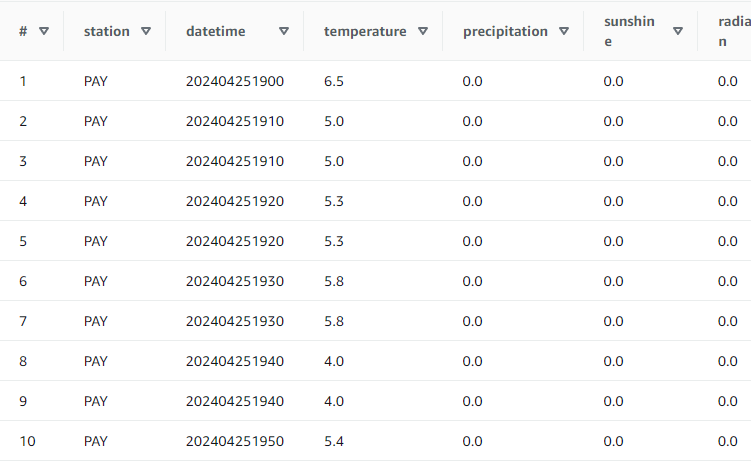 # station datetime temperature precipitation sunshin
e radia
n
1 PAY 202404251900 6.5 0.0 0.0 0.0
2 PAY 202404251910 5.0 0.0 0.0 0.0
3 PAY 202404251910 5.0 0.0 0.0 0.0
4 PAY 202404251920 5.3 0.0 0.0 0.0
5 PAY 202404251920 5.3 0.0 0.0 0.0
6 PAY 202404251930 5.8 0.0 0.0 0.0
7 PAY 202404251930 5.8 0.0 0.0 0.0
8 PAY 202404251940 4.0 0.0 0.0 0.0
9 PAY 202404251940 4.0 0.0 0.0 0.0
10 PAY 202404251950 5.4 0.0 0.0 0.0